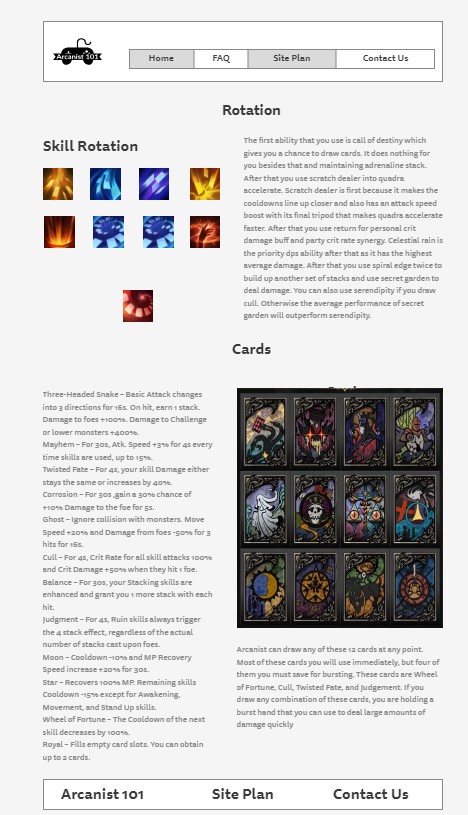 Arcanist 101
Home
FAQ
Site Plan
Contact Us
Rotation
Skill Rotation
The first ability that you use is call of destiny which
gives you a chance to draw cards. It does nothing for
you besides that and maintaining adrenaline stack.
After that you use scratch dealer into quadra
accelerate. Scratch dealer is first because it makes the
cooldowns line up closer and also has an attack speed
boost with its final tripod that makes quadra accelerate
faster. After that you use return for personal crit
damage buff and party crit rate synergy. Celestial rain is
the priority dps ability after that as it has the highest
average damage. After that you use spiral edge twice to
build up another set of stacks and use secret garden to
deal damage. You can also use serendipity if you draw
cull. Otherwise the average performance of secret
garden will outperform serendipity.
Cards
Three-Headed Snake – Basic Attack changes
into 3 directions for 16s. On hit, earn 1 stack.
Damage to foes +100%. Damage to Challenge
or lower monsters +400%.
Mayhem – For 30s, Atk. Speed +3% for 4s every
time skills are used, up to 15%.
Twisted Fate – For 4s, your skill Damage either
stays the same or increases by 40%.
Corrosion – For 30s ,gain a 30% chance of
+10% Damage to the foe for 5s.
Ghost – Ignore collision with monsters. Move
Speed +20% and Damage from foes -50% for 3
hits for 16s.
Cull – For 4s, Crit Rate for all skill attacks 100%
and Crit Damage +50% when they hit 1 foe.
Balance – For 30s, your Stacking skills are
enhanced and grant you 1 more stack with each
hit.
Judgment – For 4s, Ruin skills always trigger
the 4 stack effect, regardless of the actual
number of stacks cast upon foes.
Moon – Cooldown -10% and MP Recovery
Speed increase +20% for 30s.
Star – Recovers 100% MP. Remaining skills
Cooldown -15% except for Awakening,
Movement, and Stand Up skills.
Wheel of Fortune – The Cooldown of the next
skill decreases by 100%.
Royal – Fills empty card slots. You can obtain
up to 2 cards.
Arcanist can draw any of these 12 cards at any point.
Most of these cards you will use immediately, but four of
them you must save for bursting. These cards are Wheel
of Fortune, Cull, Twisted Fate, and Judgement. If you
draw any combination of these cards, you are holding a
burst hand that you can use to deal large amounts of
damage quickly
Arcanist 101
Site Plan
Contact Us